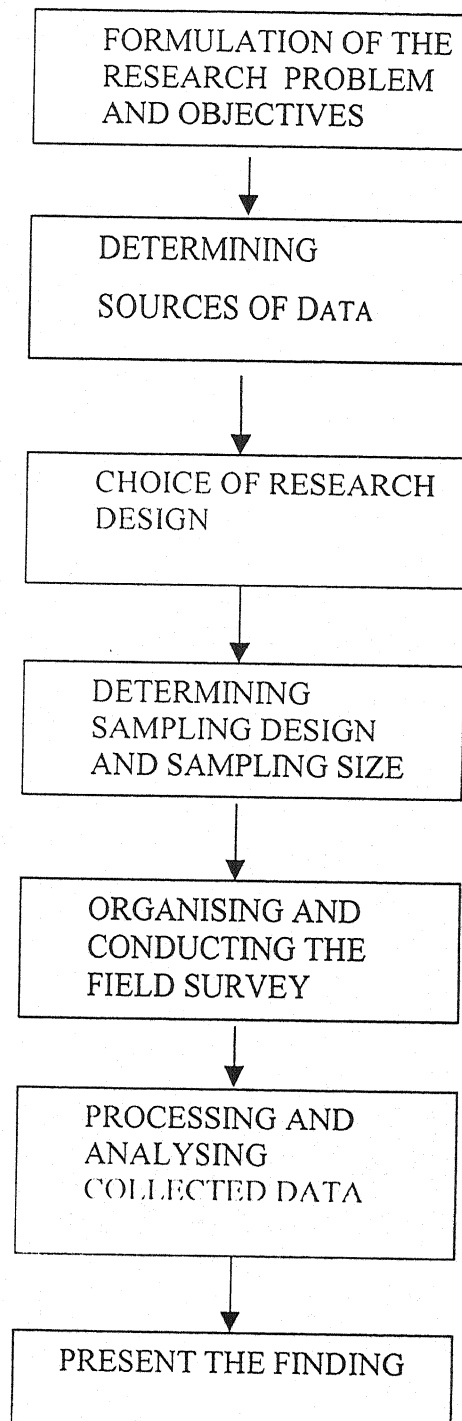 FORMULATION OF THE
RESEARCH PROBLEM
AND OBJECTIVES
DETERMINING
SOURCES OF DATA
CHOICE OF RESEARCH
DESIGN
DETERMINING
SAMPLING DESIGN
AND SAMPLING SIZE
ORGANISING AND
CONDUCTING THE
FIELD SURVEY
PROCESSING AND
ANALYSING
COLLECTED DATA
PRESENT THE FINDING